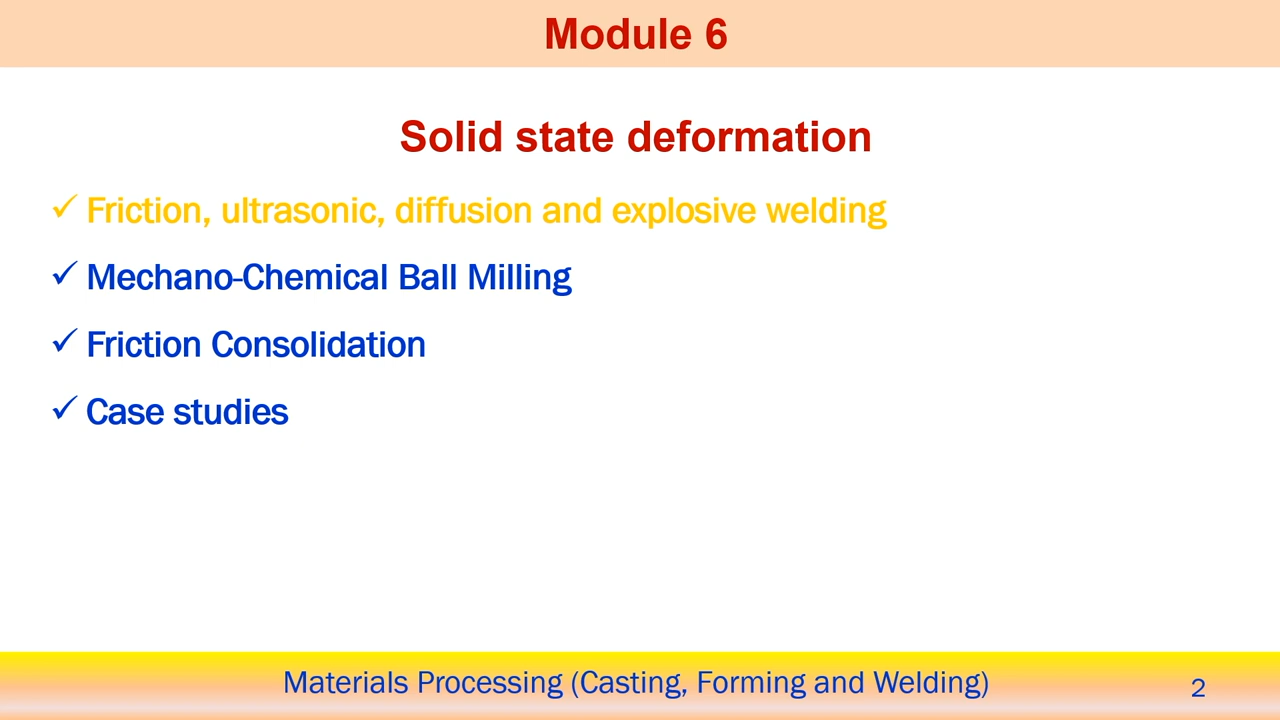 Module 6
Solid state deformation
✓ Friction, ultrasonic, diffusion and explosive welding
✓ Mechano-Chemical Ball Milling
✓ Friction Consolidation
✓ Case studies
Materials Processing (Casting, Forming and Welding)
2